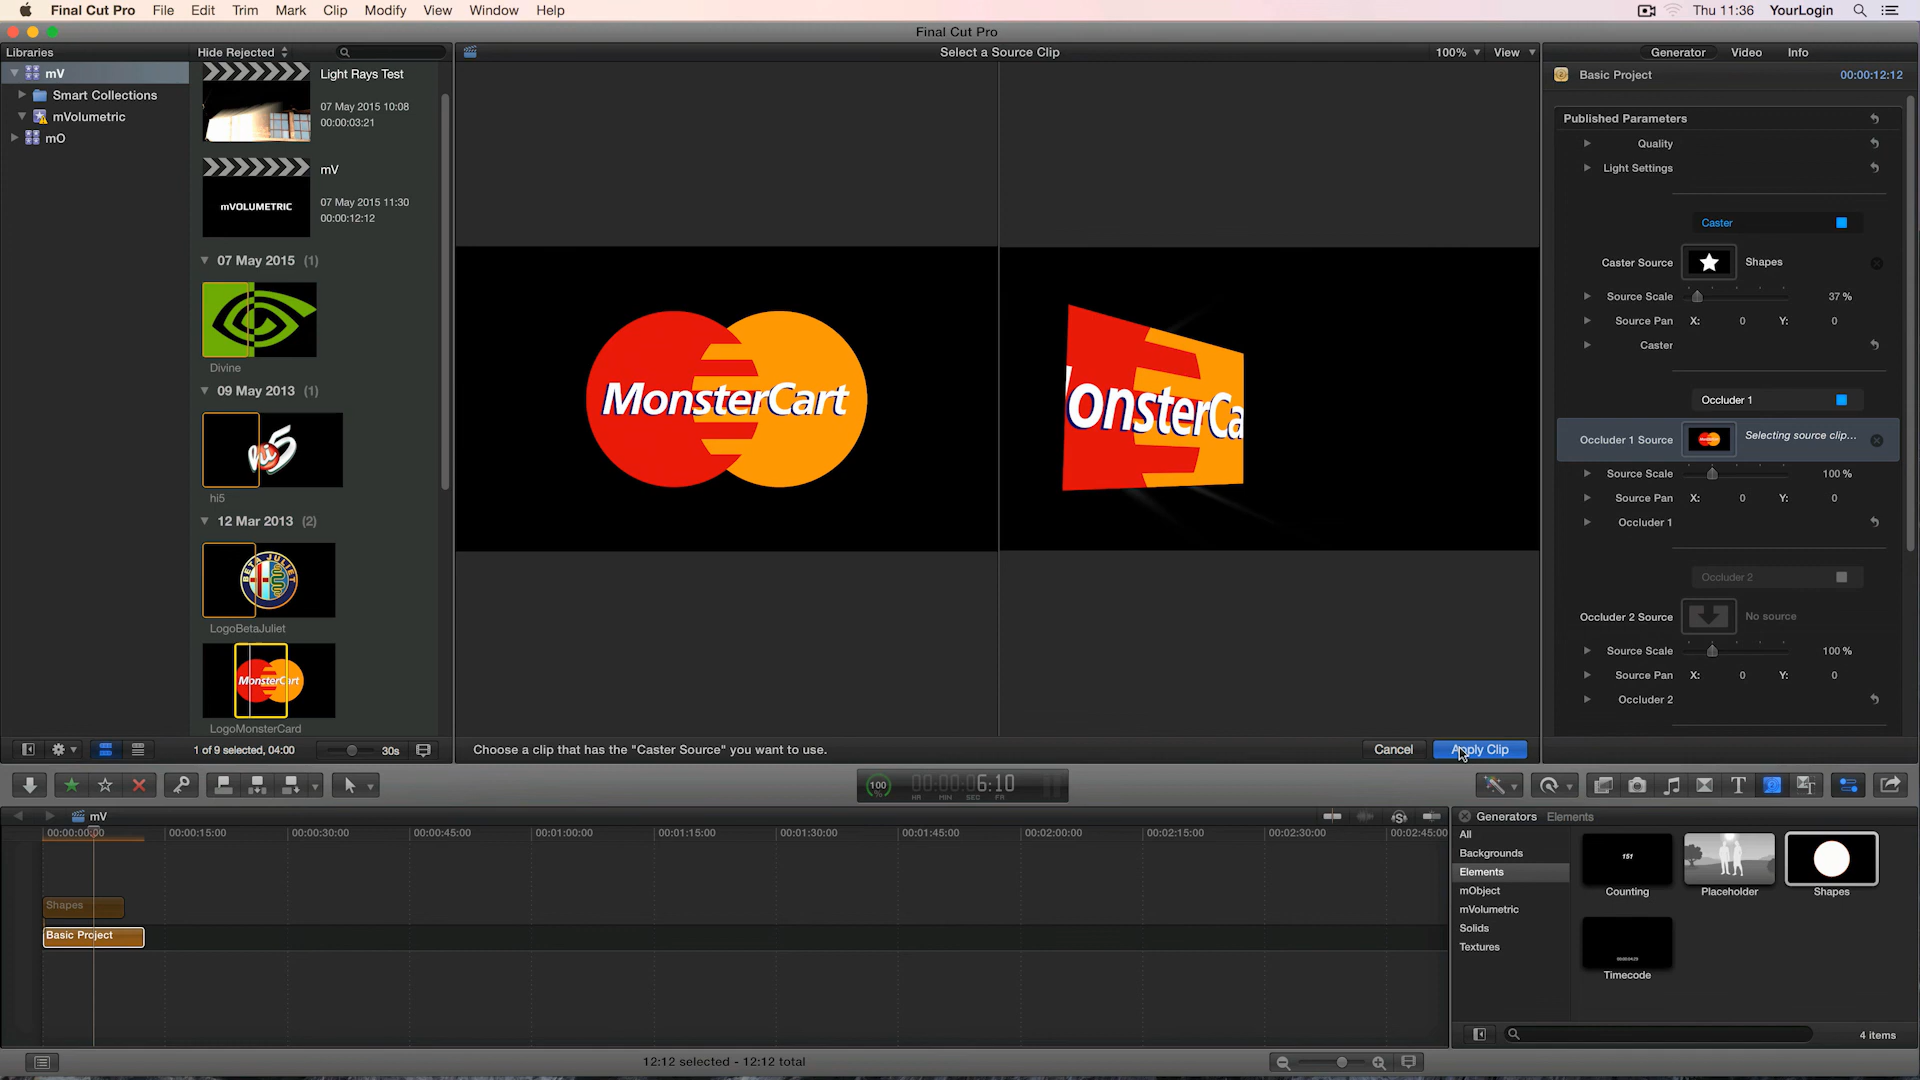 Final Cut Pro File Edit Trim Mark Clip Modify View Window Help Thu 11:36 YourLogin
Final Cut Pro
Libraries
mV
Smart Collections
mVolumetric
mO
Hide Rejected
Light Rays Test
07 May 2015 10:08
00:00:03:21
mVOLUMETRIC
mV
07 May 2015 11:30
00:00:12:12
07 May 2015 (1)
Divine
09 May 2013 (1)
hi5
hi5
12 Mar 2013 (2)
BETA JULIET
LogoBetaJuliet
MonsterCart
LogoMonsterCard
1 of 9 selected, 04:00
30s
Select a Source Clip
100% View
MonsterCart
onsterCa
Choose a clip that has the "Caster Source" you want to use.
Cancel
Apply Clip
Generator Video Info
Basic Project 00:00:12:12
Published Parameters
Quality
Light Settings
Caster
Caster Source Shapes
Source Scale 37 %
Source Pan X: 0 Y: 0
Caster
Occluder 1
Occluder 1 Source Selecting source clip...
Source Scale 100 %
Source Pan X: 0 Y: 0
Occluder 1
Occluder 2
Occluder 2 Source No source
Source Scale 100 %
Source Pan X: 0 Y: 0
Occluder 2
100 % 00:00:06:10
HR MIN SEC FR
mV
00:00:00:00 00:00:15:00 00:00:30:00 00:00:45:00 00:01:00:00 00:01:15:00 00:01:30:00 00:01:45:00 00:02:00:00 00:02:15:00 00:02:30:00 00:02:45:00
Shapes
Basic Project
12:12 selected - 12:12 total
Generators Elements
All
Backgrounds
Elements
mObject
mVolumetric
Solids
Textures
151
Counting
Placeholder
Shapes
Timecode
4 items